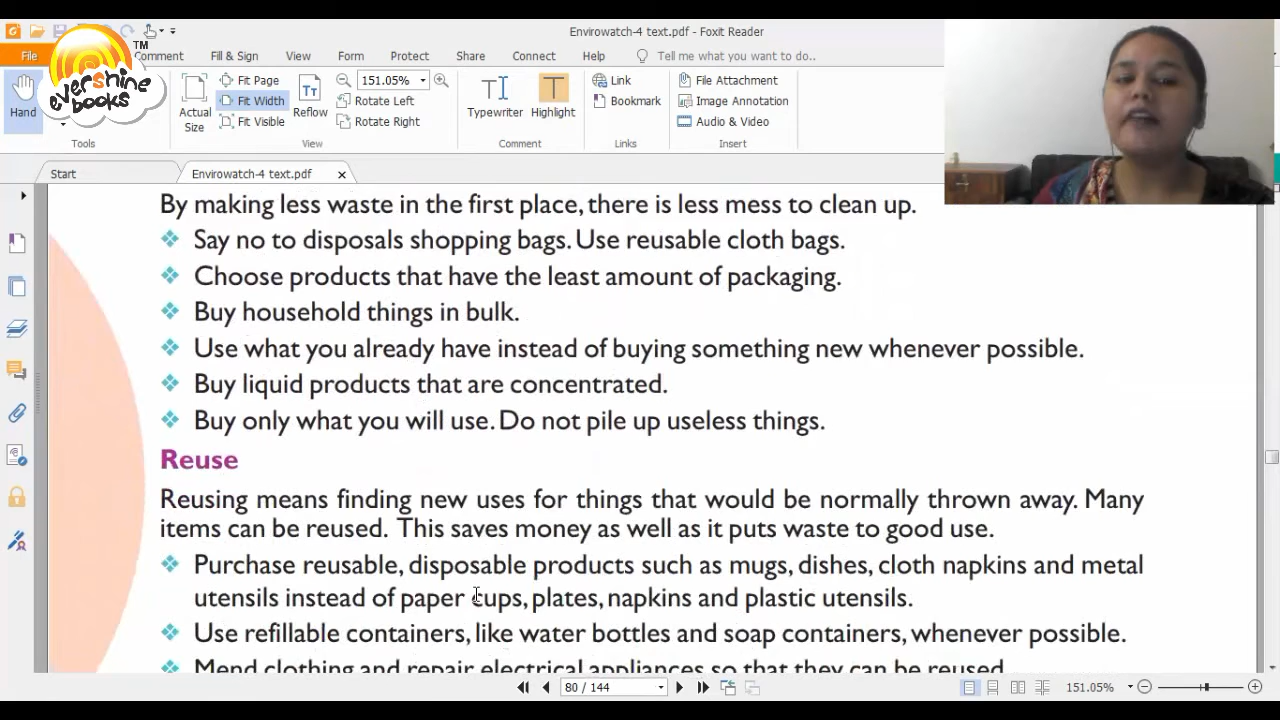 Envirowatch-4 text.pdf - Foxit Reader
TM
evershine
books
File
Comment
Fill & Sign
View
Form
Protect
Share
Connect
Help
Tell me what you want to do..
Hand
Actual
Size
Fit Page
Fit Width
Fit Visible
Reflow
151.05%
Rotate Left
Rotate Right
Typewriter
Highlight
Link
Bookmark
File Attachment
Image Annotation
Audio & Video
Tools
View
Comment
Links
Insert
Start
Envirowatch-4 text.pdf
By making less waste in the first place, there is less mess to clean up.
❖ Say no to disposals shopping bags. Use reusable cloth bags.
❖ Choose products that have the least amount of packaging.
❖ Buy household things in bulk.
❖ Use what you already have instead of buying something new whenever possible.
❖ Buy liquid products that are concentrated.
❖ Buy only what you will use. Do not pile up useless things.
Reuse
Reusing means finding new uses for things that would be normally thrown away. Many
items can be reused. This saves money as well as it puts waste to good use.
❖ Purchase reusable, disposable products such as mugs, dishes, cloth napkins and metal
utensils instead of paper cups, plates, napkins and plastic utensils.
❖ Use refillable containers, like water bottles and soap containers, whenever possible.
❖ Mend clothing and repair electrical appliances so that they can be reused.
80 / 144
151.05%